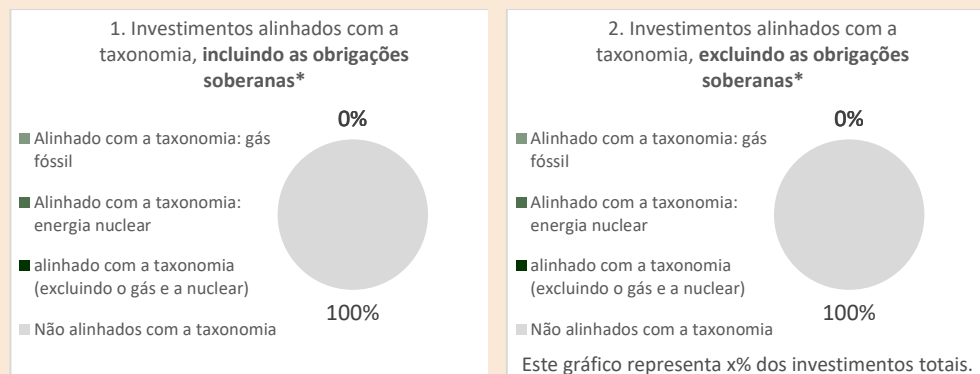 1. Investimentos alinhados com a
taxonomia, incluindo as obrigações
soberanas*
0%
Alinhado com a taxonomia: gás
fóssil
Alinhado com a taxonomia:
energia nuclear
alinhado com a taxonomia
(excluindo o gás e a nuclear)
100%
Não alinhados com a taxonomia
2. Investimentos alinhados com a
taxonomia, excluindo as obrigações
soberanas*
0%
Alinhado com a taxonomia: gás
fóssil
Alinhado com a taxonomia:
energia nuclear
alinhado com a taxonomia
(excluindo o gás e a nuclear)
100%
Não alinhados com a taxonomia
Este gráfico representa x% dos investimentos totais.